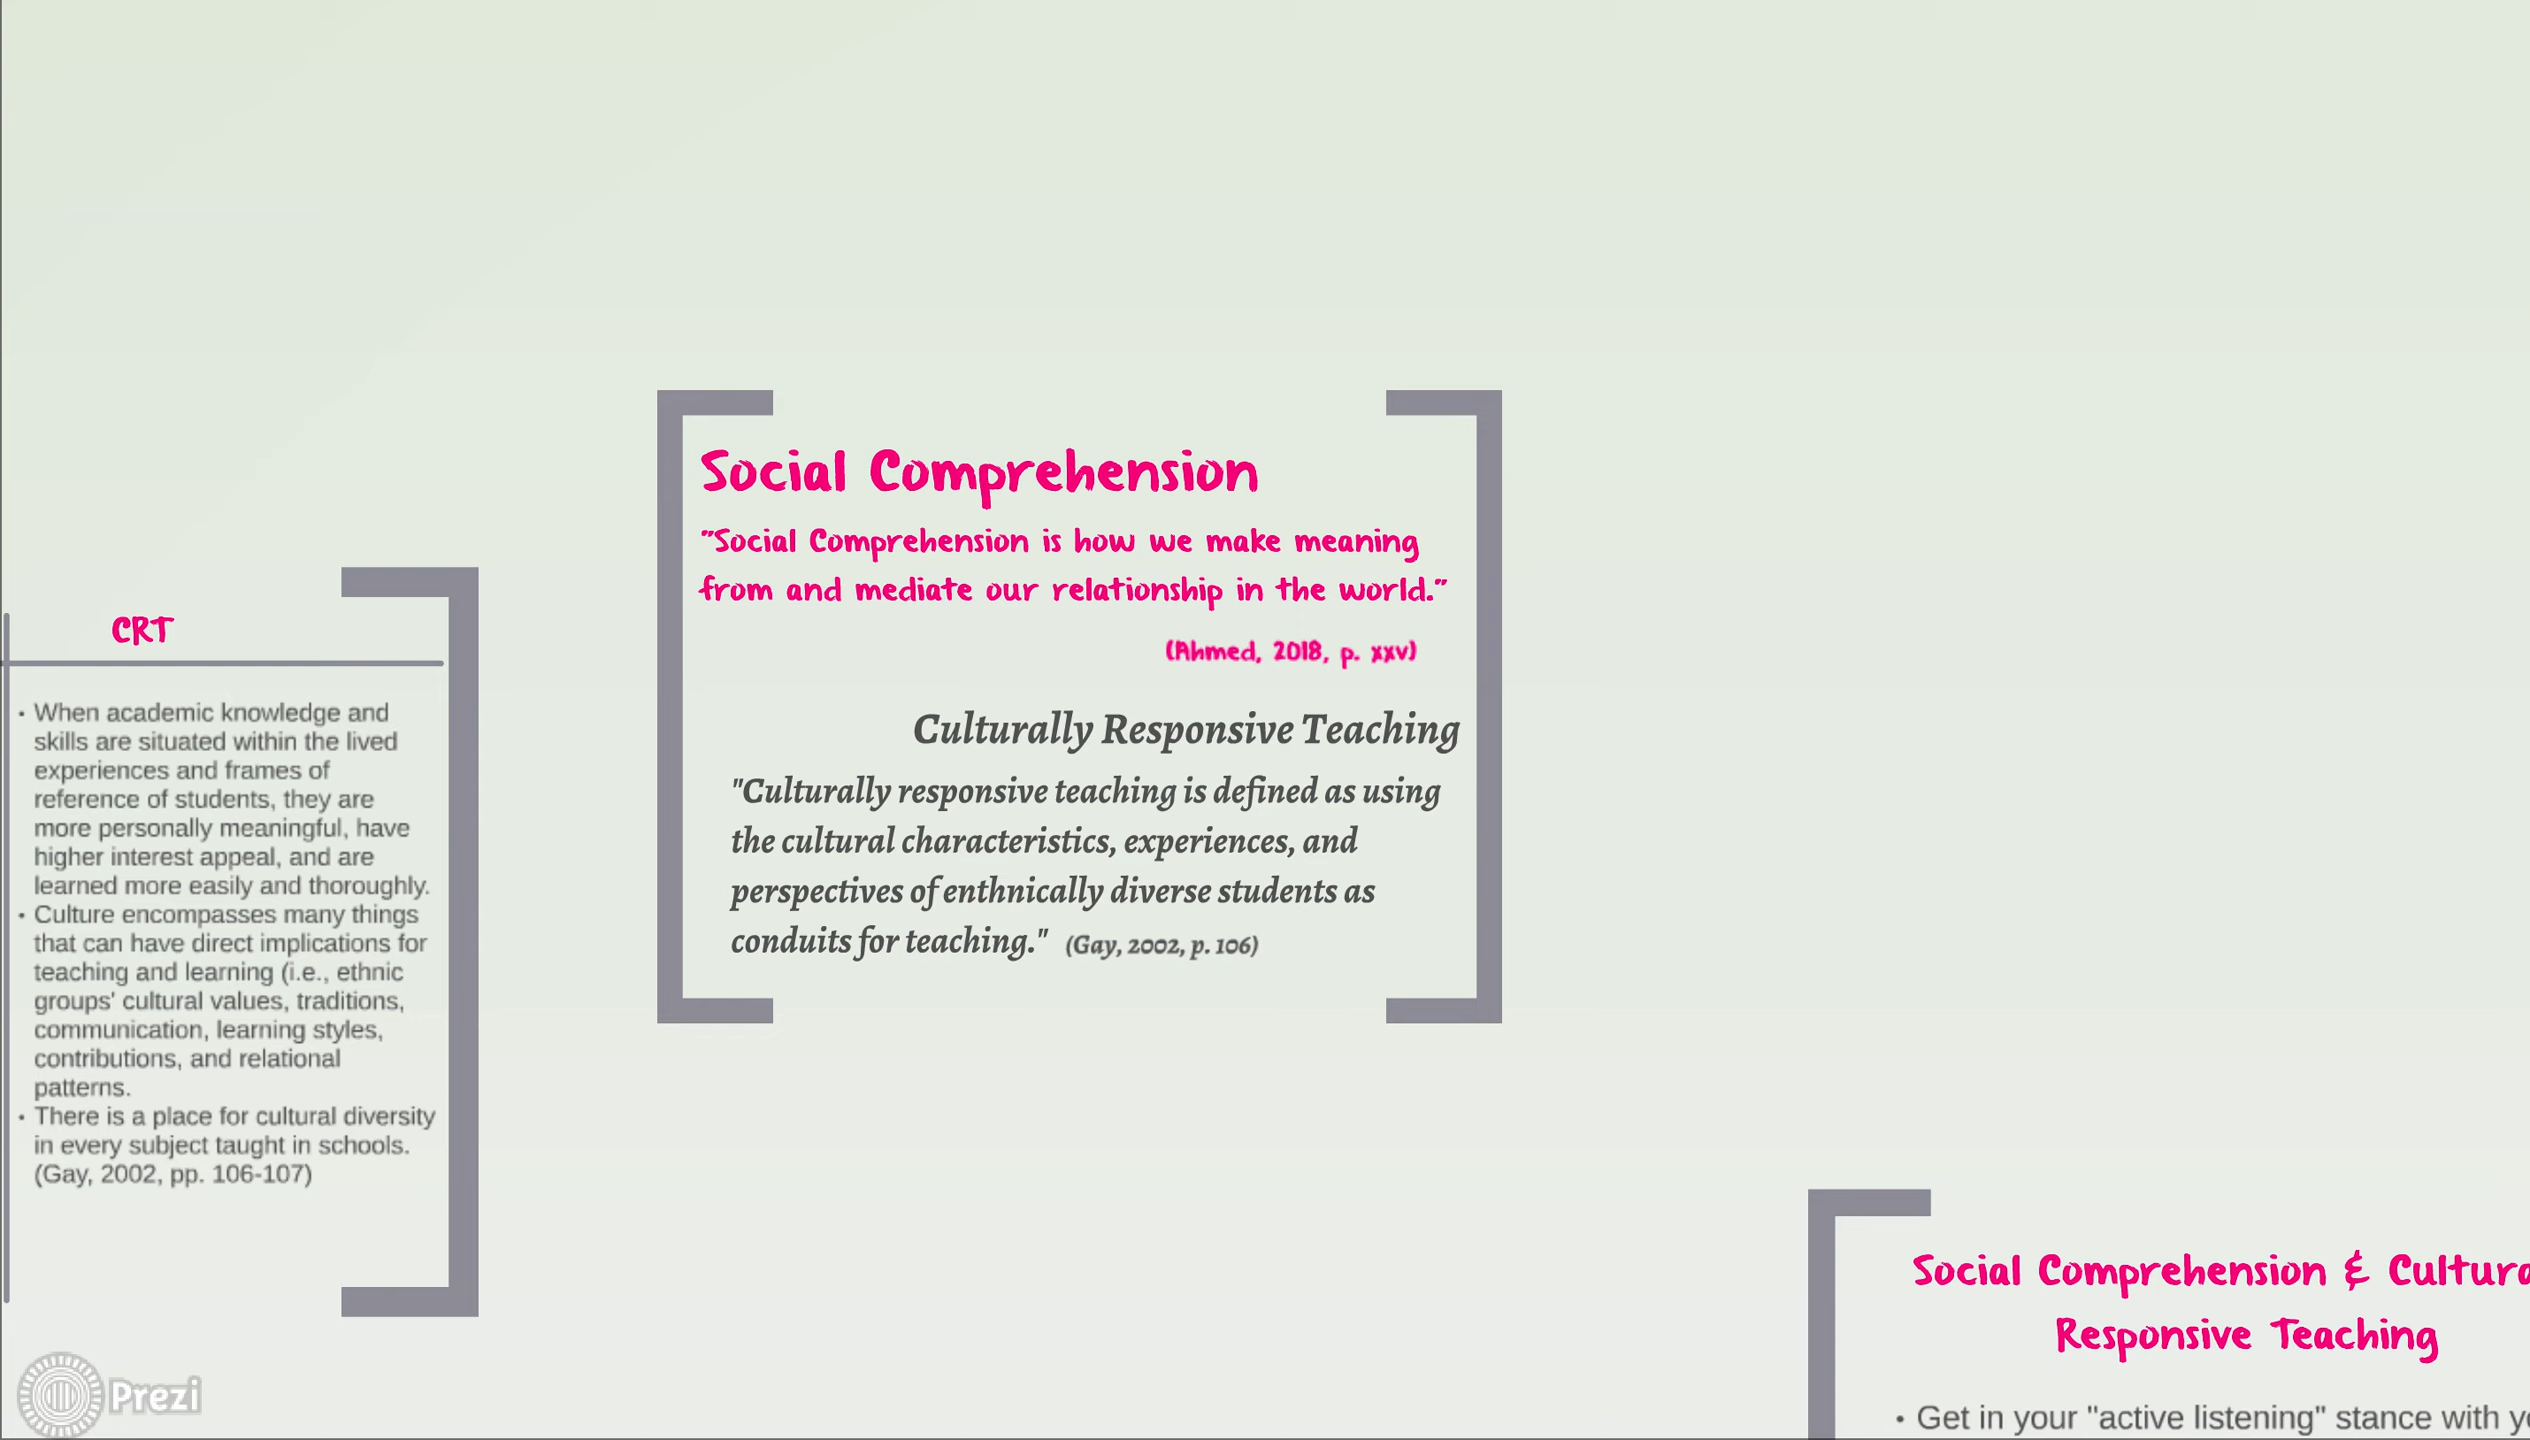 CRT
• When academic knowledge and
skills are situated within the lived
experiences and frames of
reference of students, they are
more personally meaningful, have
higher interest appeal, and are
learned more easily and thoroughly.
• Culture encompasses many things
that can have direct implications for
teaching and learning (i.e., ethnic
groups' cultural values, traditions,
communication, learning styles,
contributions, and relational
patterns.
• There is a place for cultural diversity
in every subject taught in schools.
(Gay, 2002, pp. 106-107)
Social Comprehension
"Social Comprehension is how we make meaning
from and mediate our relationship in the world."
(Ahmed, 2018, p. xxv)
Culturally Responsive Teaching
"Culturally responsive teaching is defined as using
the cultural characteristics, experiences, and
perspectives of enthnically diverse students as
conduits for teaching." (Gay, 2002, p. 106)
Social Comprehension &
Responsive Teaching
• Get in your "active listening" stance with
Prezi